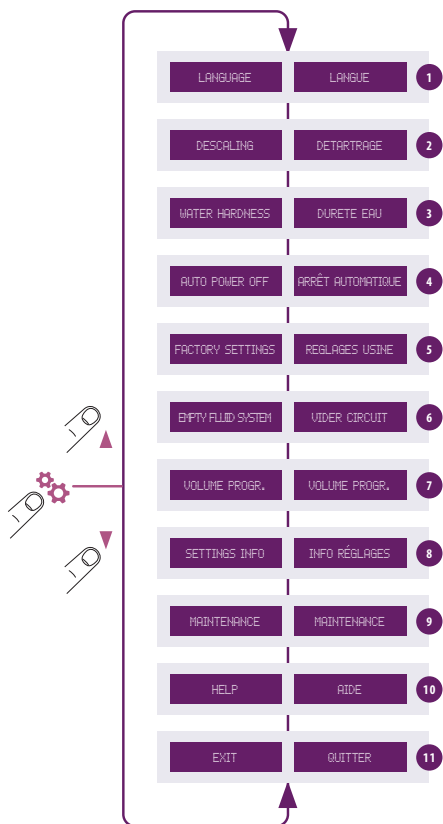 LANGUAGE LANGUE 1
DESCALING DETARTRAGE 2
WATER HARDNESS DURETE EAU 3
AUTO POWER OFF ARRÊT AUTOMATIQUE 4
FACTORY SETTINGS REGLAGES USINE 5
EMPTY FLUID SYSTEM VIDER CIRCUIT 6
VOLUME PROGR. VOLUME PROGR. 7
SETTINGS INFO INFO RÉGLAGES 8
MAINTENANCE MAINTENANCE 9
HELP AIDE 10
EXIT QUITTER 11